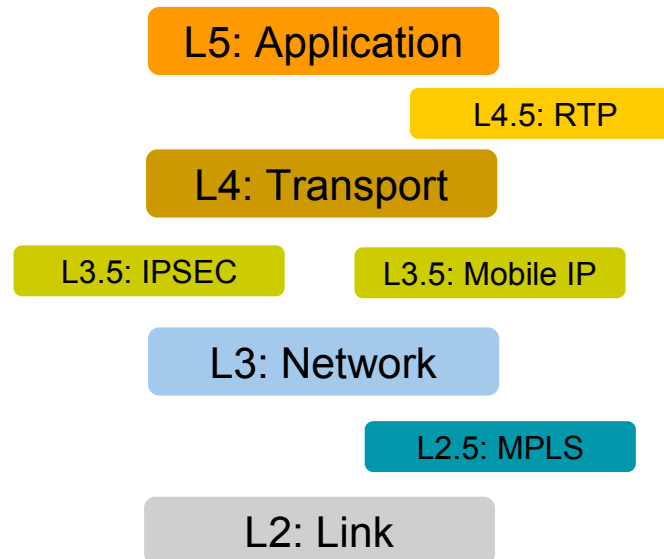 L5: Application
L4.5: RTP
L4: Transport
L3.5: IPSEC
L3.5: Mobile IP
L3: Network
L2.5: MPLS
L2: Link